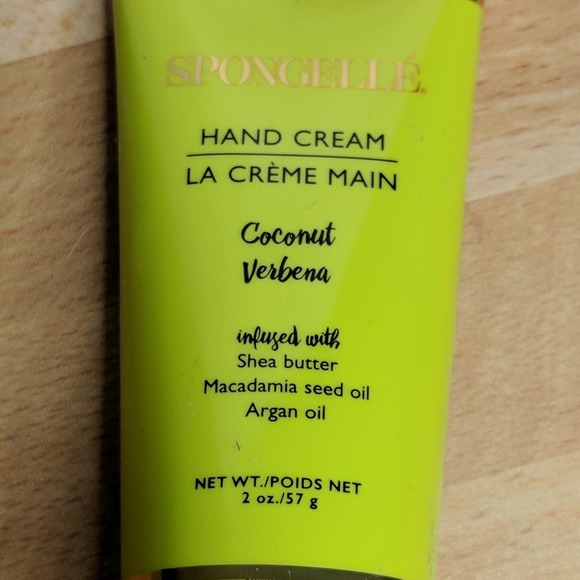 SPONGELLÉ
HAND CREAM
LA CRÈME MAIN
Coconut
Verbena
infused with
Shea butter
Macadamia seed oil
Argan oil
NET WT./POIDS NET
2 oz./57 g